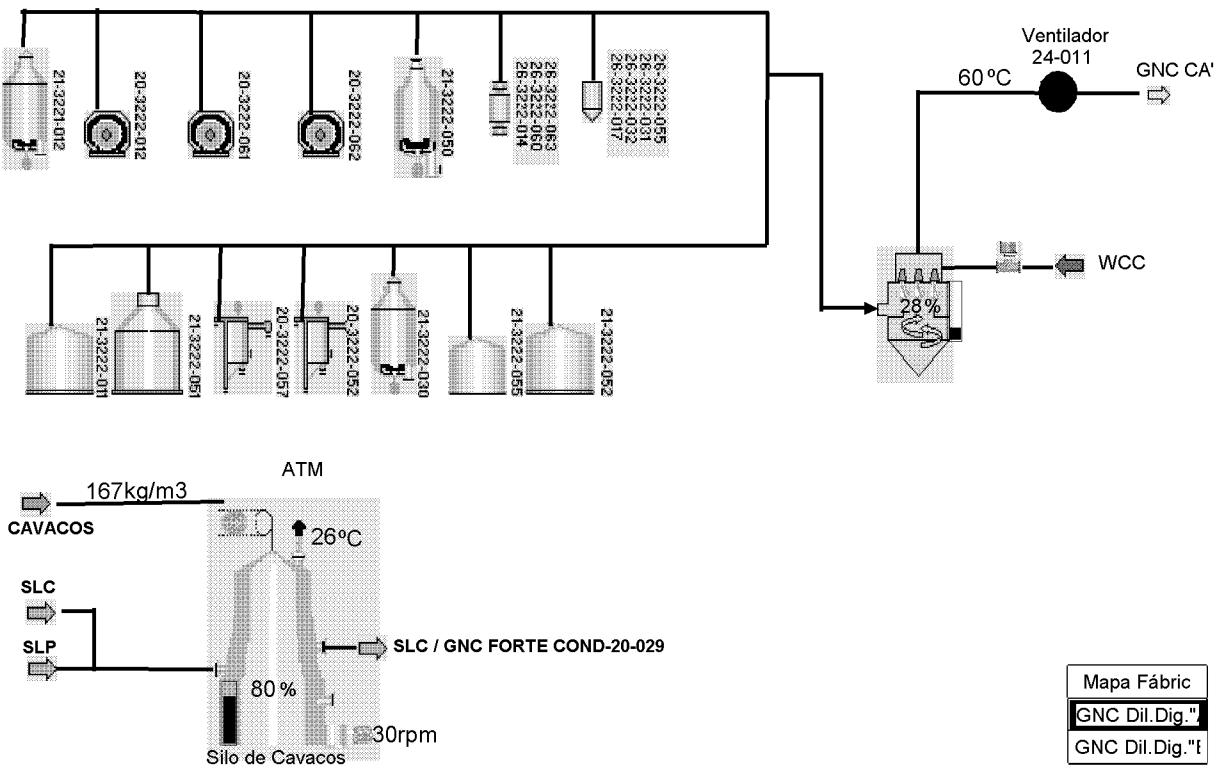 Ventilador
24-011
GNC CA'
60ºC
21-3221-012
20-3222-012
20-3222-061
20-3222-062
21-3222-050
26-3222-063
26-3222-060
26-3222-014
26-3222-055
26-3222-031
26-3222-032
26-3222-017
WCC
28%
21-3222-011
21-3222-051
20-3222-057
20-3222-052
21-3222-030
21-3222-055
21-3222-052
ATM
167kg/m3
CAVACOS
26ºC
SLC
SLP
SLC / GNC FORTE COND-20-029
80%
30rpm
Silo de Cavacos
Mapa Fábric
GNC Dil.Dig."
GNC Dil.Dig."